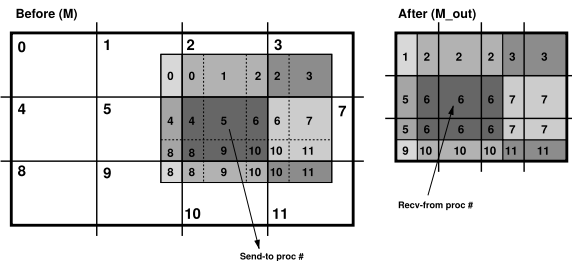 Before (M)
After (M_out)
0 1 2 3
0 0 1 2 2 3
4 5 7
4 4 5 6 6 7
8 8 9 10 10 11
8 9
8 8 9 10 10 11
10 11
Send-to proc #
1 2 2 2 3 3
5 6 6 6 7 7
5 6 6 6 7 7
9 10 10 10 11 11
Recv-from proc #